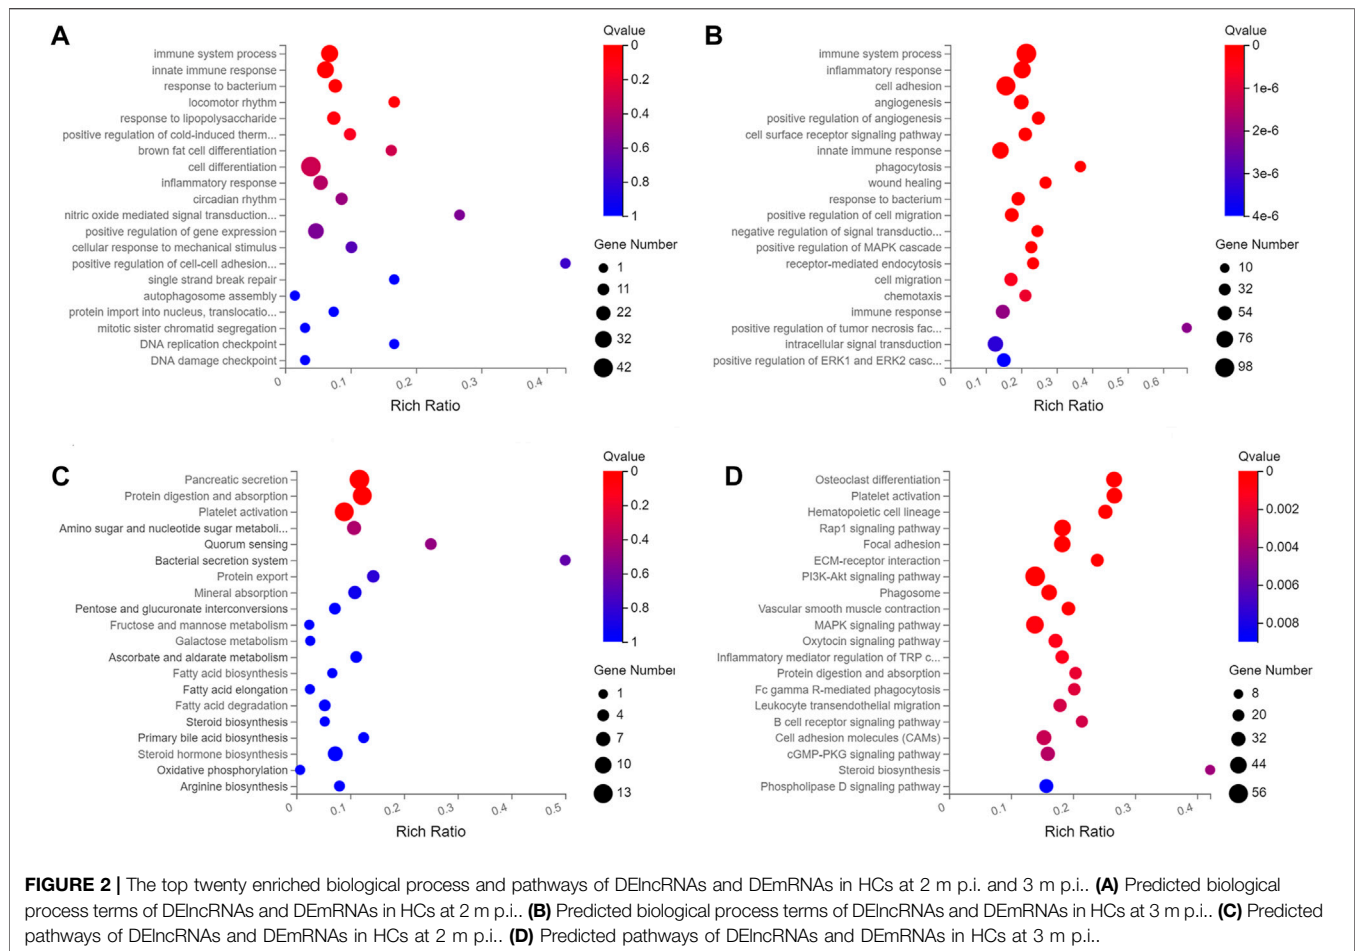 A
immune system process
innate immune response
response to bacterium
locomotor rhythm
response to lipopolysaccharide
positive regulation of cold-induced therm...
brown fat cell differentiation
cell differentiation
inflammatory response
circadian rhythm
nitric oxide mediated signal transduction...
positive regulation of gene expression
cellular response to mechanical stimulus
positive regulation of cell-cell adhesion...
single strand break repair
autophagosome assembly
protein import into nucleus, translocatio...
mitotic sister chromatid segregation
DNA replication checkpoint
DNA damage checkpoint
0 0.1 0.2 0.3 0.4
Rich Ratio
Qvalue
0
0.2
0.4
0.6
0.8
1
Gene Number
1
11
22
32
42
B
immune system process
inflammatory response
cell adhesion
angiogenesis
positive regulation of angiogenesis
cell surface receptor signaling pathway
innate immune response
phagocytosis
wound healing
response to bacterium
positive regulation of cell migration
negative regulation of signal transductio...
positive regulation of MAPK cascade
receptor-mediated endocytosis
cell migration
chemotaxis
immune response
positive regulation of tumor necrosis fac...
intracellular signal transduction
positive regulation of ERK1 and ERK2 casc...
0 0.1 0.2 0.3 0.4 0.5 0.6
Rich Ratio
Qvalue
0
1e-6
2e-6
3e-6
4e-6
Gene Number
10
32
54
76
98
C
Pancreatic secretion
Protein digestion and absorption
Platelet activation
Amino sugar and nucleotide sugar metaboli...
Quorum sensing
Bacterial secretion system
Protein export
Mineral absorption
Pentose and glucuronate interconversions
Fructose and mannose metabolism
Galactose metabolism
Ascorbate and aldarate metabolism
Fatty acid biosynthesis
Fatty acid elongation
Fatty acid degradation
Steroid biosynthesis
Primary bile acid biosynthesis
Steroid hormone biosynthesis
Oxidative phosphorylation
Arginine biosynthesis
0 0.1 0.2 0.3 0.4 0.5
Rich Ratio
Qvalue
0
0.2
0.4
0.6
0.8
1
Gene Number
1
4
7
10
13
D
Osteoclast differentiation
Platelet activation
Hematopoietic cell lineage
Rap1 signaling pathway
Focal adhesion
ECM-receptor interaction
PI3K-Akt signaling pathway
Phagosome
Vascular smooth muscle contraction
MAPK signaling pathway
Oxytocin signaling pathway
Inflammatory mediator regulation of TRP c...
Protein digestion and absorption
Fc gamma R-mediated phagocytosis
Leukocyte transendothelial migration
B cell receptor signaling pathway
Cell adhesion molecules (CAMs)
cGMP-PKG signaling pathway
Steroid biosynthesis
Phospholipase D signaling pathway
0 0.1 0.2 0.3 0.4
Rich Ratio
Qvalue
0
0.002
0.004
0.006
0.008
Gene Number
8
20
32
44
56
FIGURE 2 | The top twenty enriched biological process and pathways of DElncRNAs and DEmRNAs in HCs at 2 m p.i. and 3 m p.i.. (A) Predicted biological
process terms of DElncRNAs and DEmRNAs in HCs at 2 m p.i.. (B) Predicted biological process terms of DElncRNAs and DEmRNAs in HCs at 3 m p.i.. (C) Predicted
pathways of DElncRNAs and DEmRNAs in HCs at 2 m p.i.. (D) Predicted pathways of DElncRNAs and DEmRNAs in HCs at 3 m p.i..